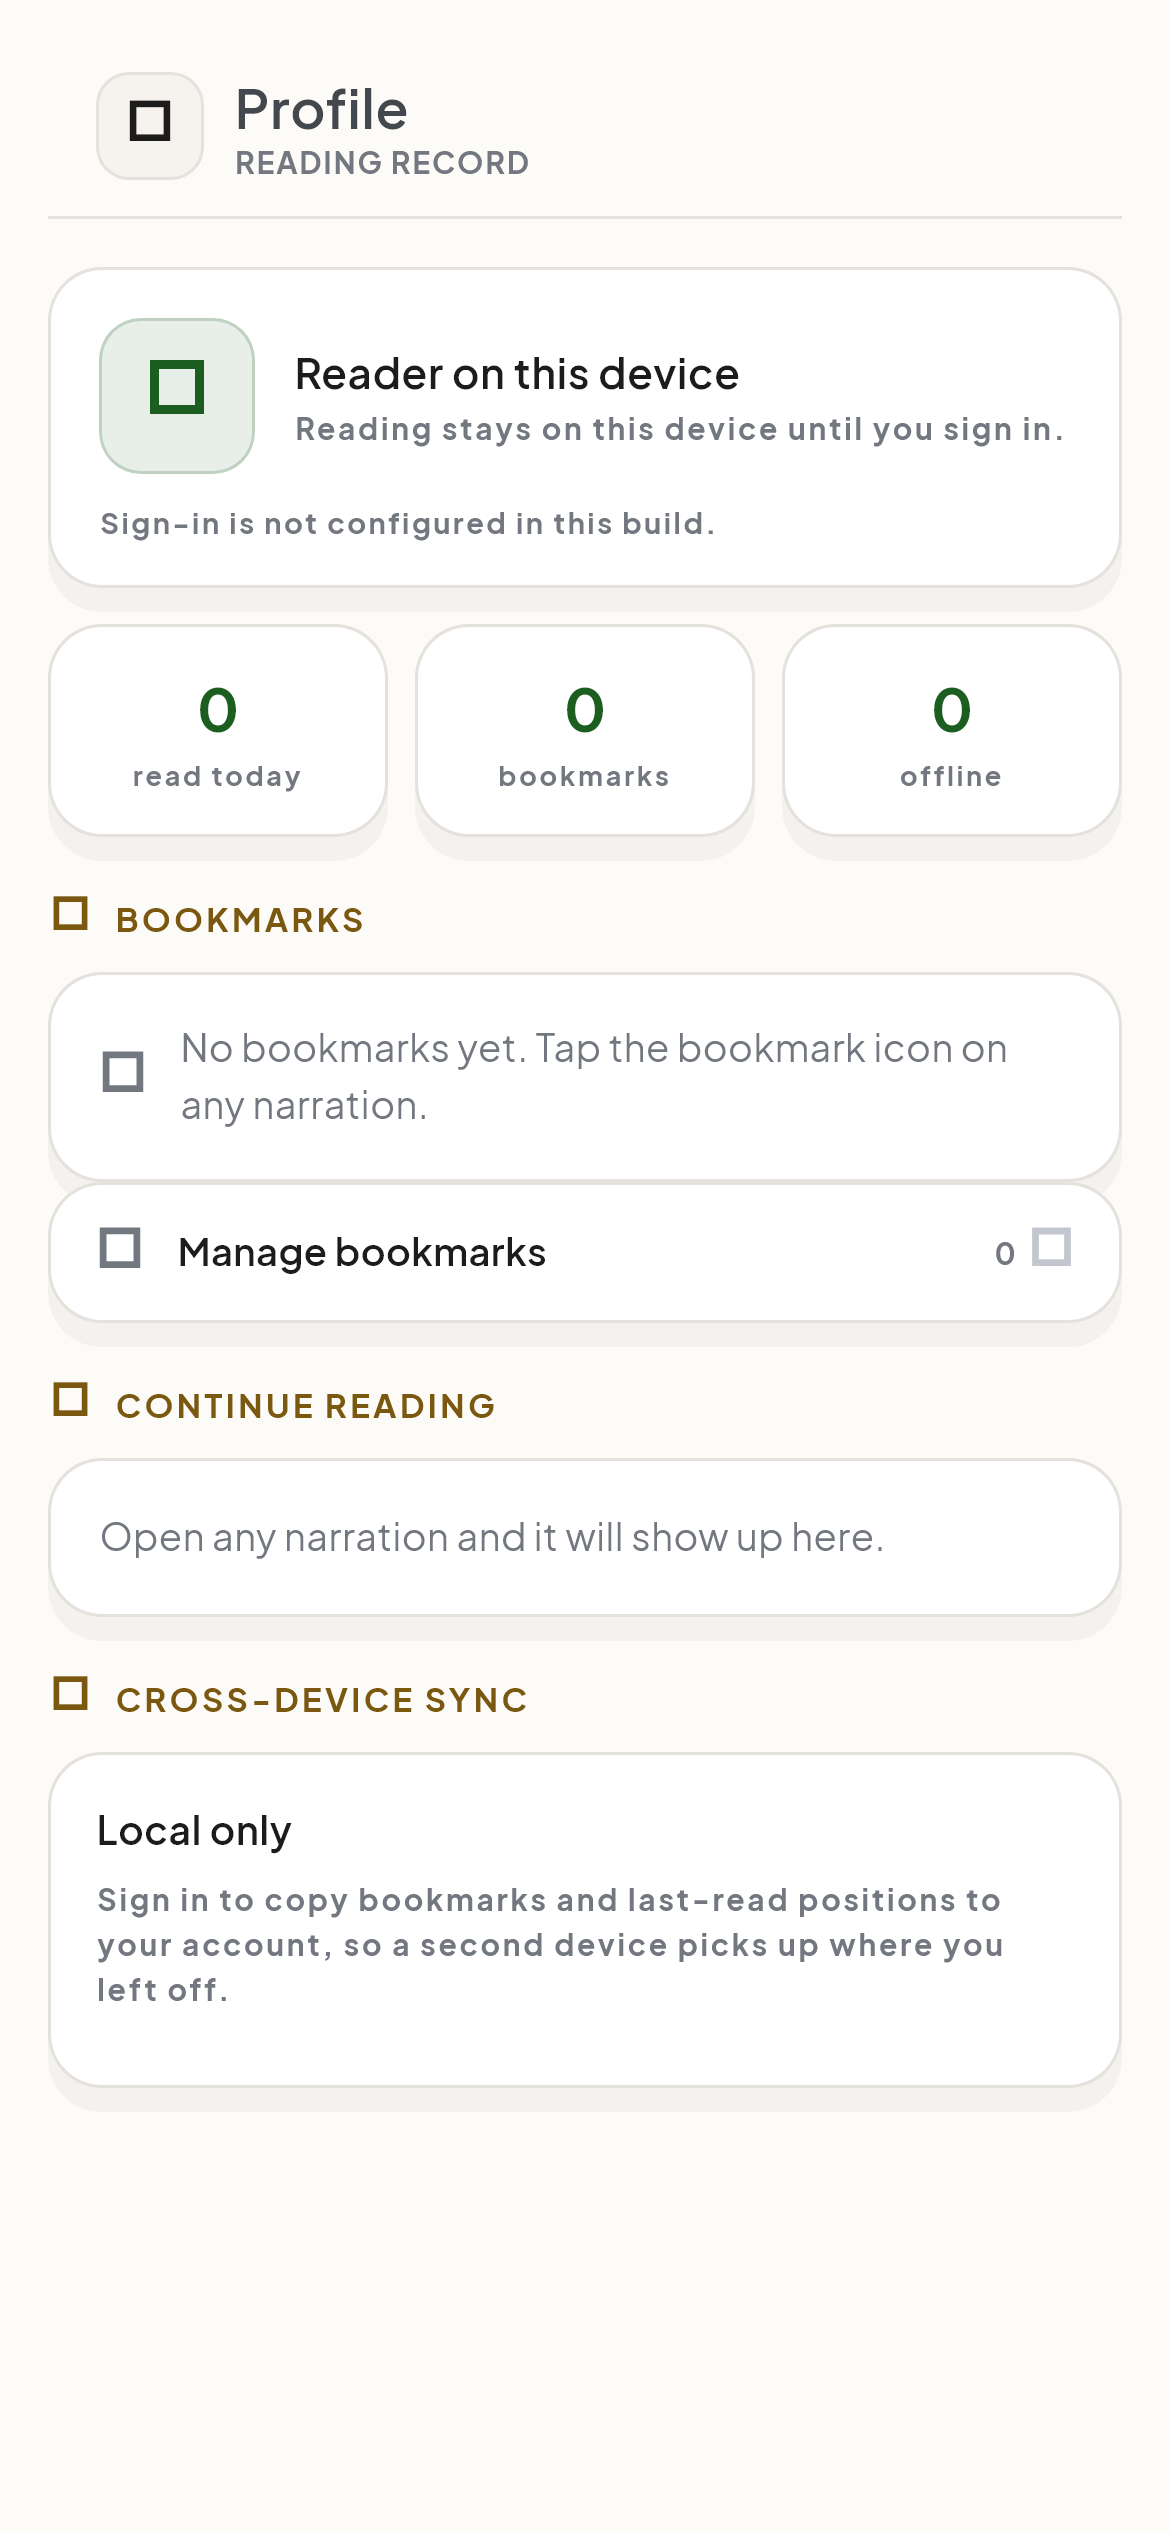 Profile
READING RECORD
Reader on this device
Reading stays on this device until you sign in.
Sign-in is not configured in this build.
0
read today
0
bookmarks
0
offline
BOOKMARKS
No bookmarks yet. Tap the bookmark icon on
any narration.
Manage bookmarks
0
CONTINUE READING
Open any narration and it will show up here.
CROSS-DEVICE SYNC
Local only
Sign in to copy bookmarks and last-read positions to
your account, so a second device picks up where you
left off.